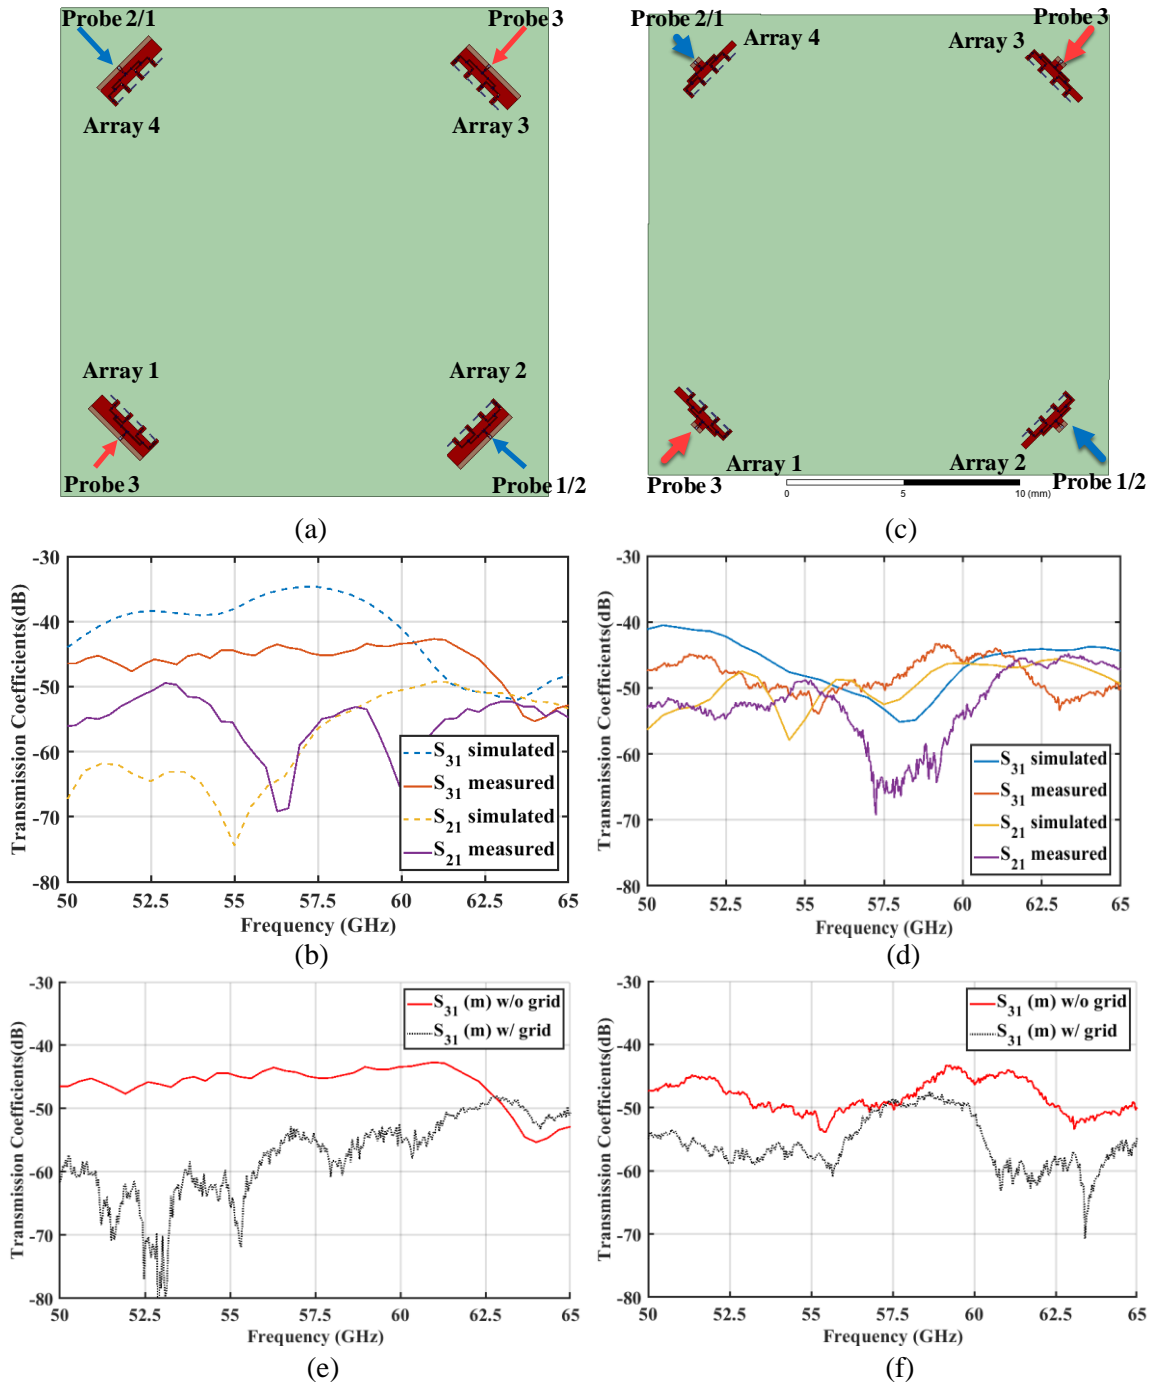 Probe 2/1
Probe 3
Array 4
Array 3
Array 1
Array 2
Probe 3
Probe 1/2
(a)
Probe 2/1
Probe 3
Array 4
Array 3
Array 1
Array 2
Probe 3
Probe 1/2
0 5 10 (mm)
(c)
Transmission Coefficients(dB)
-30
-40
-50
-60
-70
-80
50 52.5 55 57.5 60 62.5 65
Frequency (GHz)
S31 simulated
S31 measured
S21 simulated
S21 measured
(b)
Transmission Coefficients(dB)
-30
-40
-50
-60
-70
-80
50 52.5 55 57.5 60 62.5 65
Frequency (GHz)
S31 simulated
S31 measured
S21 simulated
S21 measured
(d)
Transmission Coefficients(dB)
-30
-40
-50
-60
-70
-80
50 52.5 55 57.5 60 62.5 65
Frequency (GHz)
S31 (m) w/o grid
S31 (m) w/ grid
(e)
Transmission Coefficients(dB)
-30
-40
-50
-60
-70
-80
50 52.5 55 57.5 60 62.5 65
Frequency (GHz)
S31 (m) w/o grid
S31 (m) w/ grid
(f)